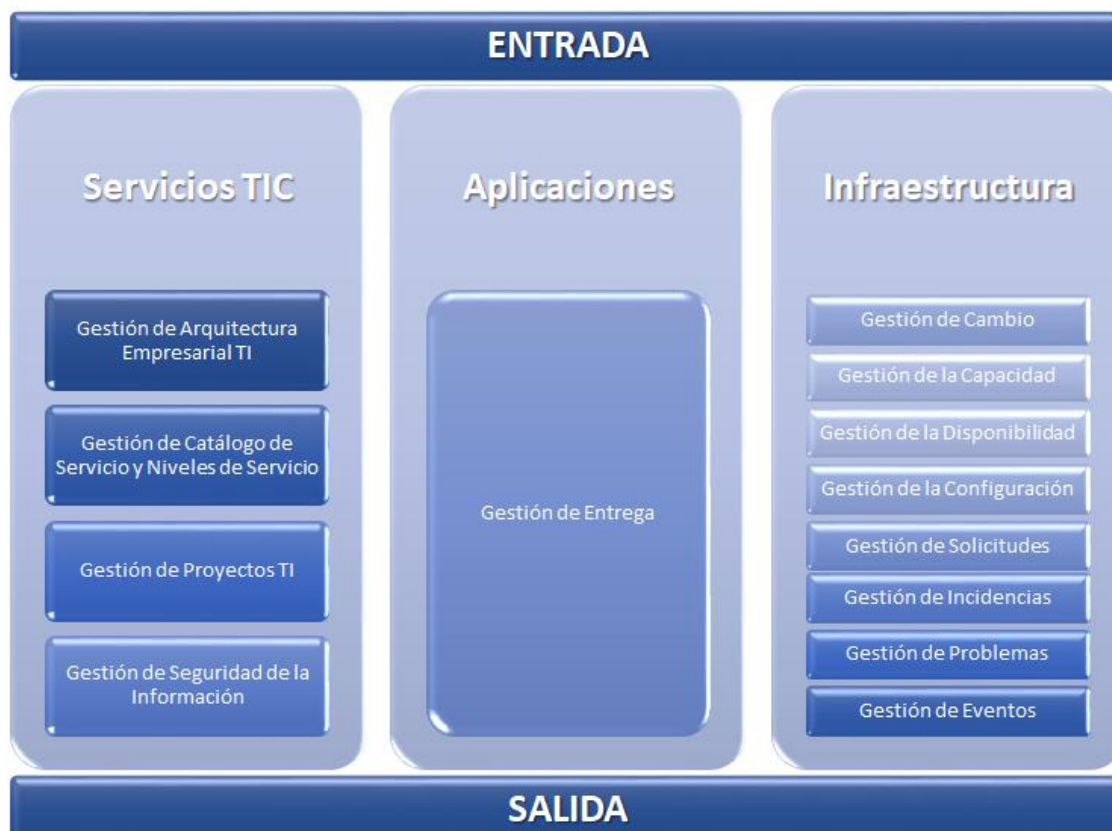 ENTRADA
Servicios TIC
Gestión de Arquitectura
Empresarial TI
Gestión de Catálogo de
Servicio y Niveles de Servicio
Gestión de Proyectos TI
Gestión de Seguridad de la
Información
Aplicaciones
Gestión de Entrega
Infraestructura
Gestión de Cambio
Gestión de la Capacidad
Gestión de la Disponibilidad
Gestión de la Configuración
Gestión de Solicitudes
Gestión de Incidencias
Gestión de Problemas
Gestión de Eventos
SALIDA